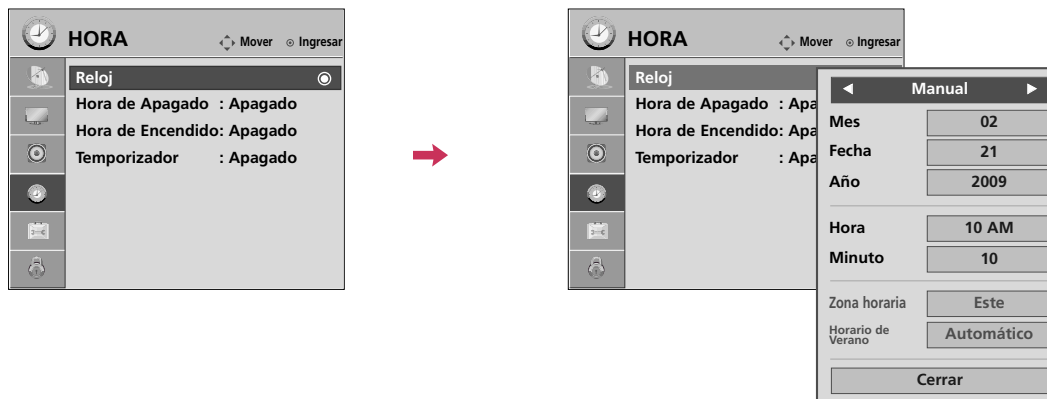 HORA Mover Ingresar
Reloj
Hora de Apagado : Apagado
Hora de Encendido: Apagado
Temporizador : Apagado
HORA Mover Ingresar
Reloj
Hora de Apagado : Apa
Hora de Encendido: Apa
Temporizador : Apa
Manual
Mes 02
Fecha 21
Año 2009
Hora 10 AM
Minuto 10
Zona horaria Este
Horario de
Verano Automático
Cerrar